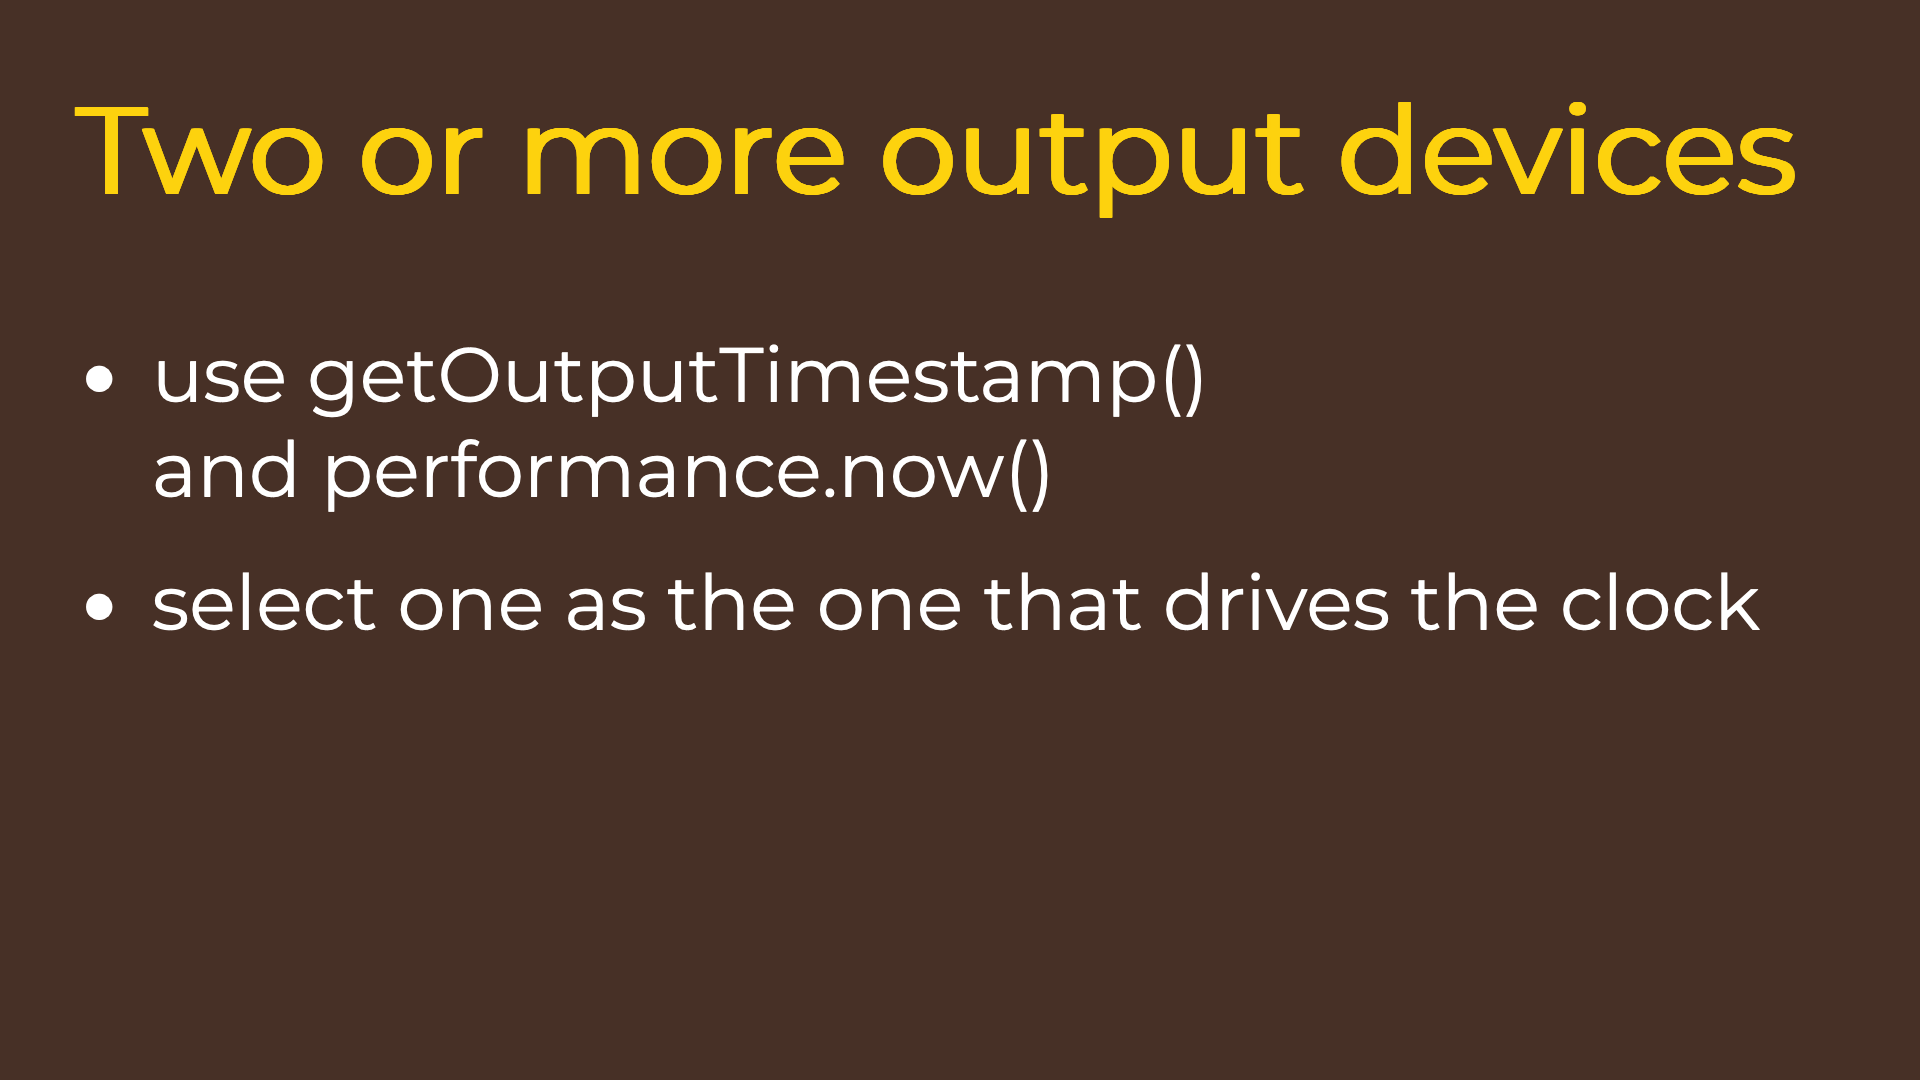 Two or more output devices
• use getOutputTimestamp()
and performance.now()
• select one as the one that drives the clock